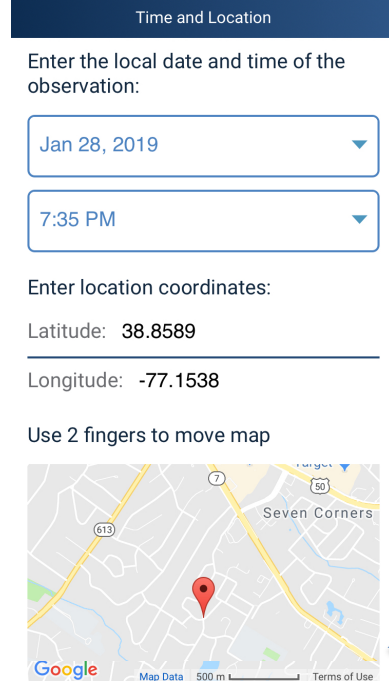 Time and Location
Enter the local date and time of the
observation:
Jan 28, 2019
7:35 PM
Enter location coordinates:
Latitude: 38.8589
Longitude: -77.1538
Use 2 fingers to move map
Target
7
50
Seven Corners
613
Google
Map Data 500 m Terms of Use